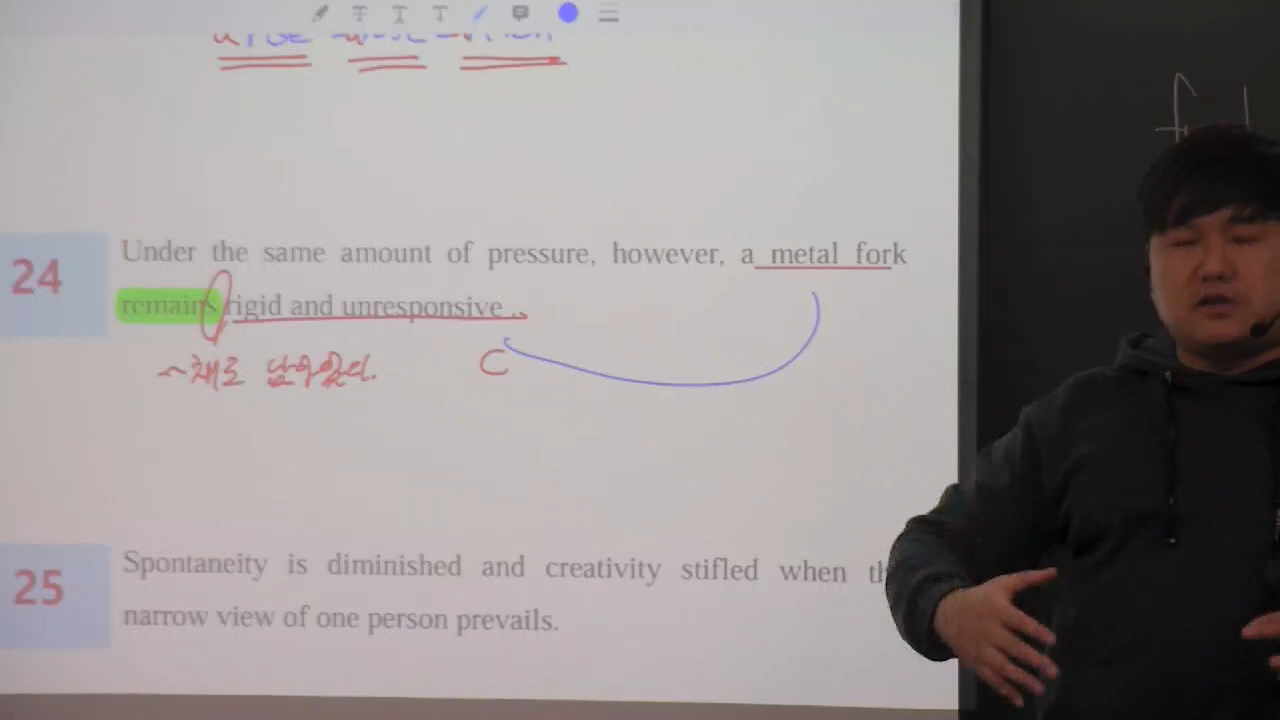 24
Under the same amount of pressure, however, a metal fork
remains rigid and unresponsive.
~채로 남아있다.
C
25
Spontaneity is diminished and creativity stifled when
narrow view of one person prevails.